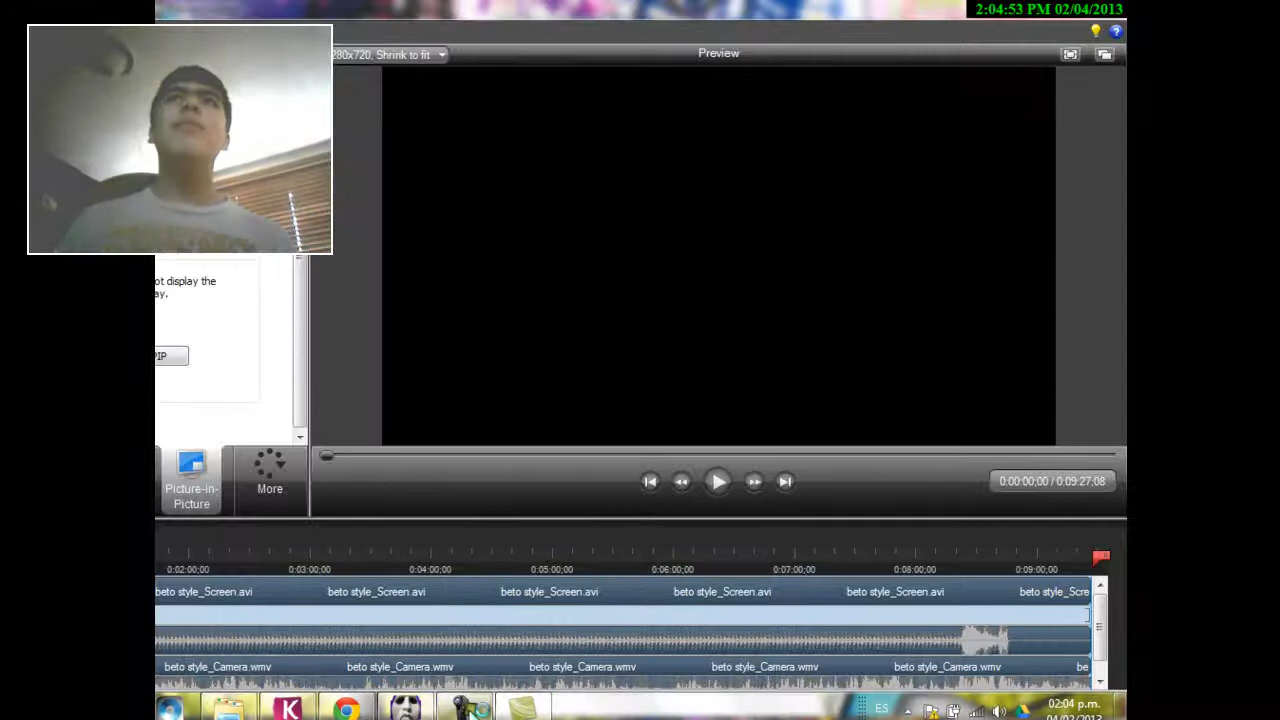 2:04:53 PM 02/04/2013
280x720, Shrink to fit
Preview
ot display the
ay.
PIP
Picture-in-
Picture
More
0:00:00;00 / 0:09:27;08
0:02:00;00 0:03:00;00 0:04:00;00 0:05:00;00 0:06:00;00 0:07:00;00 0:08:00;00 0:09:00;00
beto style_Screen.avi beto style_Screen.avi beto style_Screen.avi beto style_Screen.avi beto style_Screen.avi beto style_Scre
beto style_Camera.wmv beto style_Camera.wmv beto style_Camera.wmv beto style_Camera.wmv beto style_Camera.wmv be
K
ES
02:04 p.m.
04/02/2013